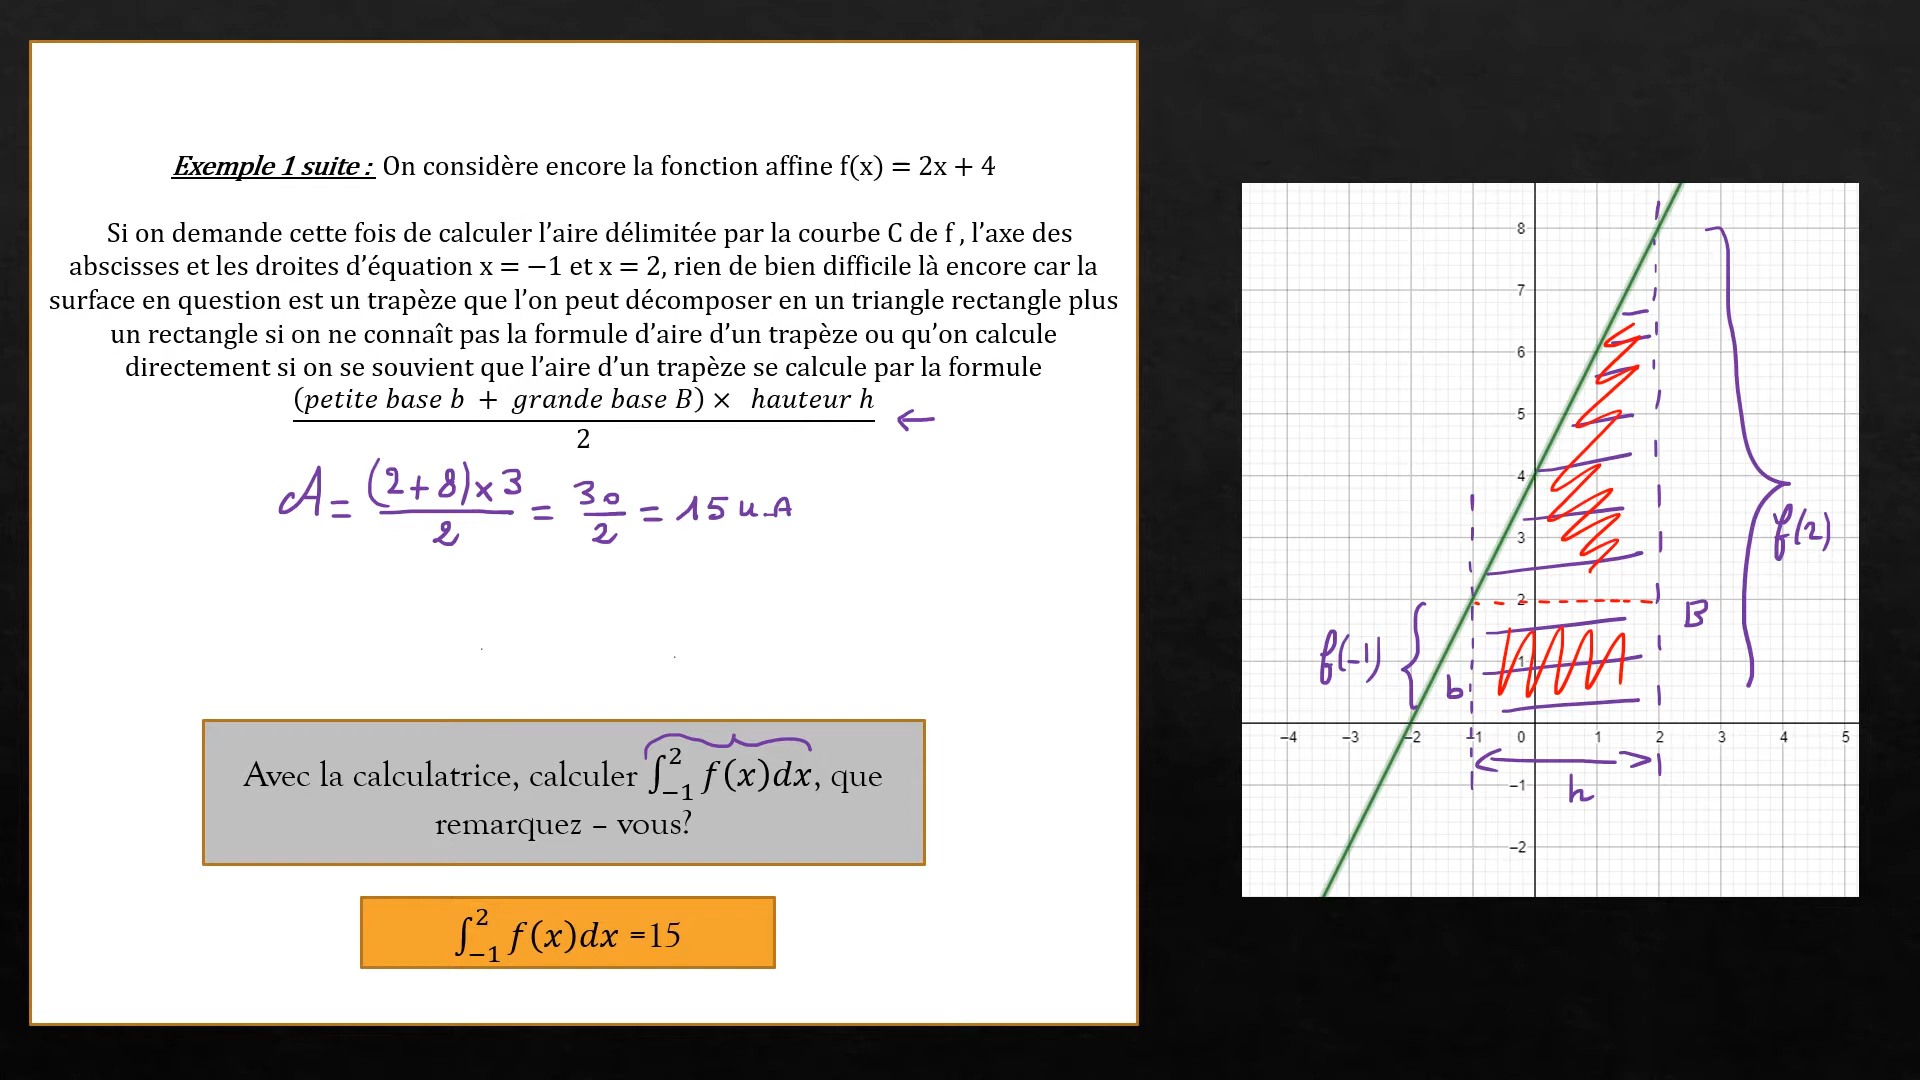 Exemple 1 suite : On considère encore la fonction affine f(x) = 2x + 4
Si on demande cette fois de calculer l’aire délimitée par la courbe C de f , l’axe des
abscisses et les droites d’équation x = −1 et x = 2, rien de bien difficile là encore car la
surface en question est un trapèze que l’on peut décomposer en un triangle rectangle plus
un rectangle si on ne connaît pas la formule d’aire d’un trapèze ou qu’on calcule
directement si on se souvient que l’aire d’un trapèze se calcule par la formule
(petite base b + grande base B) × hauteur h
2
←
A = (2+8)×3 / 2 = 30 / 2 = 15 u.A
Avec la calculatrice, calculer ∫₋₁² f(x)dx, que
remarquez – vous?
∫₋₁² f(x)dx =15
8
7
6
5
4
3
2
1
−4 −3 −2 −1 0 1 2 3 4 5
−1
−2
f(2)
B
f(-1)
b
h